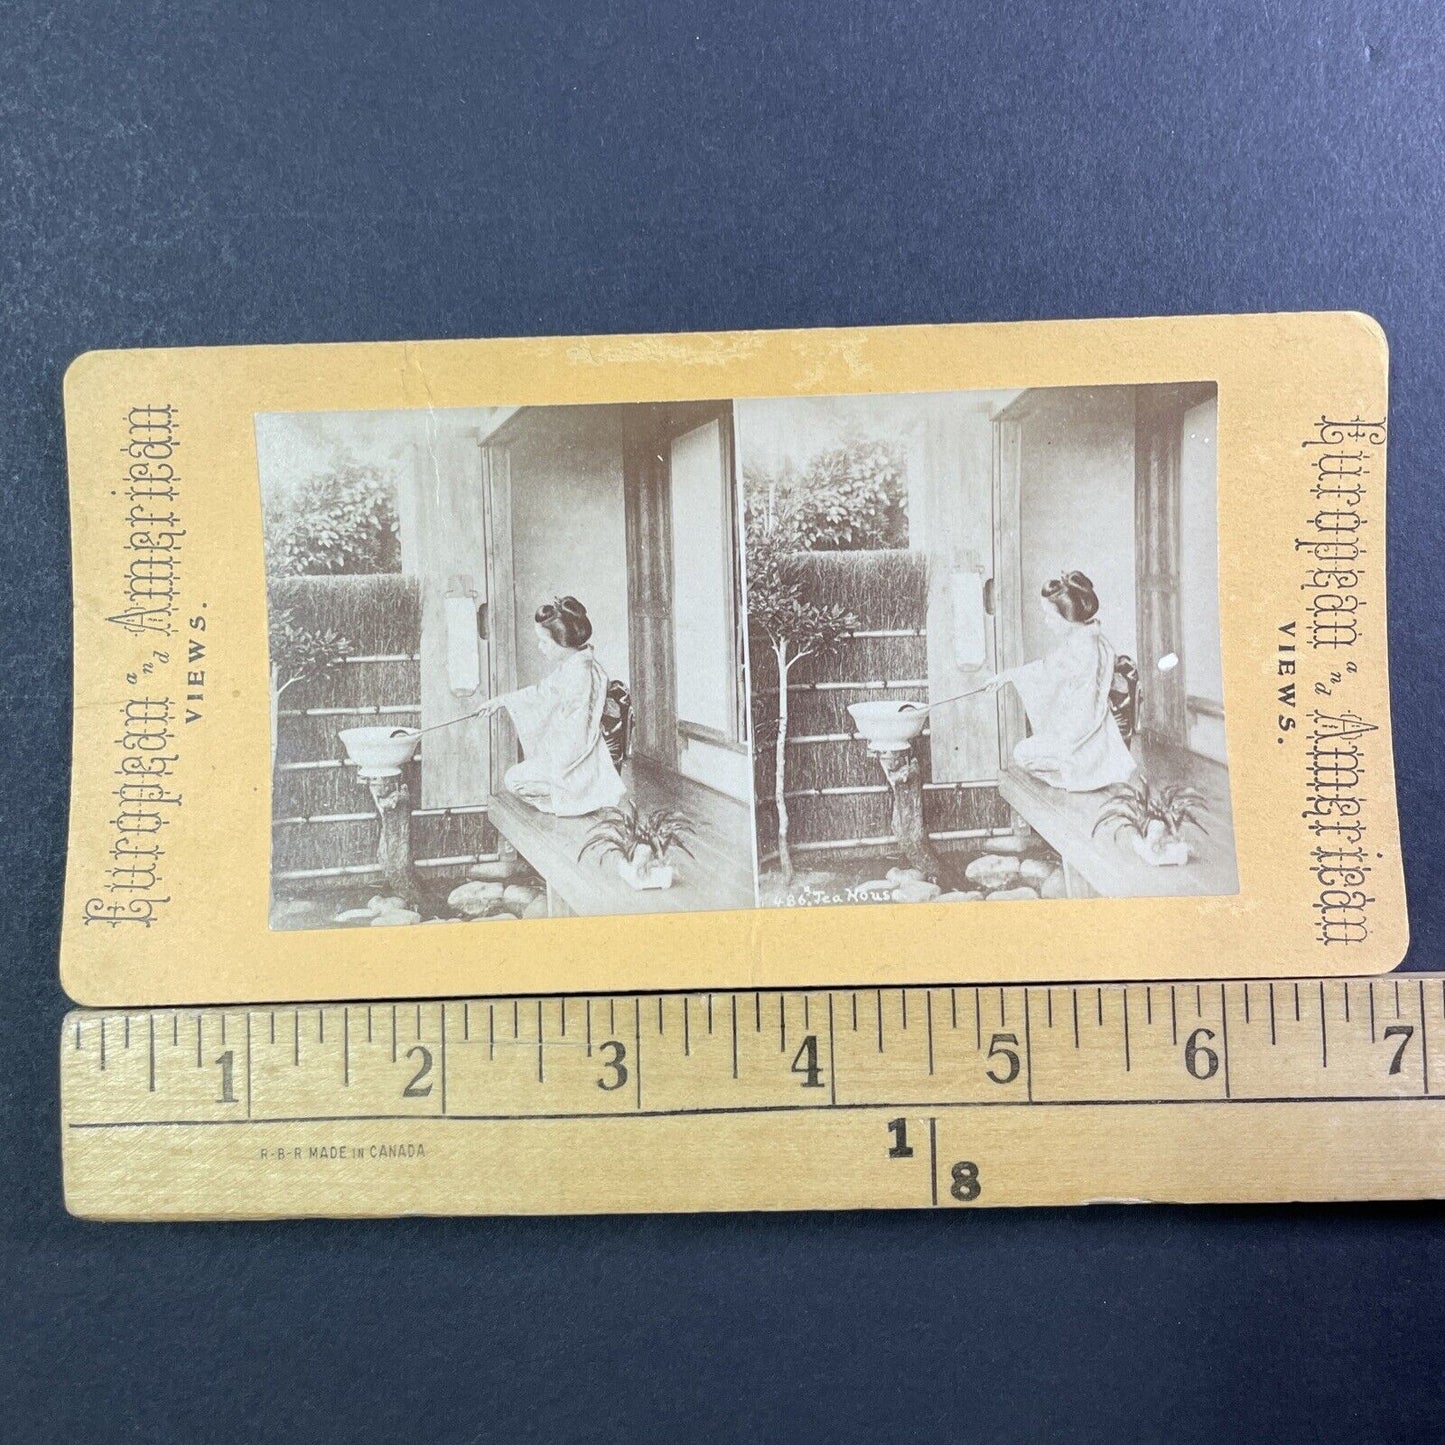 European and American
VIEWS.
European and American
VIEWS.
486. A Tea House
1 2 3 4 5 6 7
R-B-R MADE IN CANADA
1
8